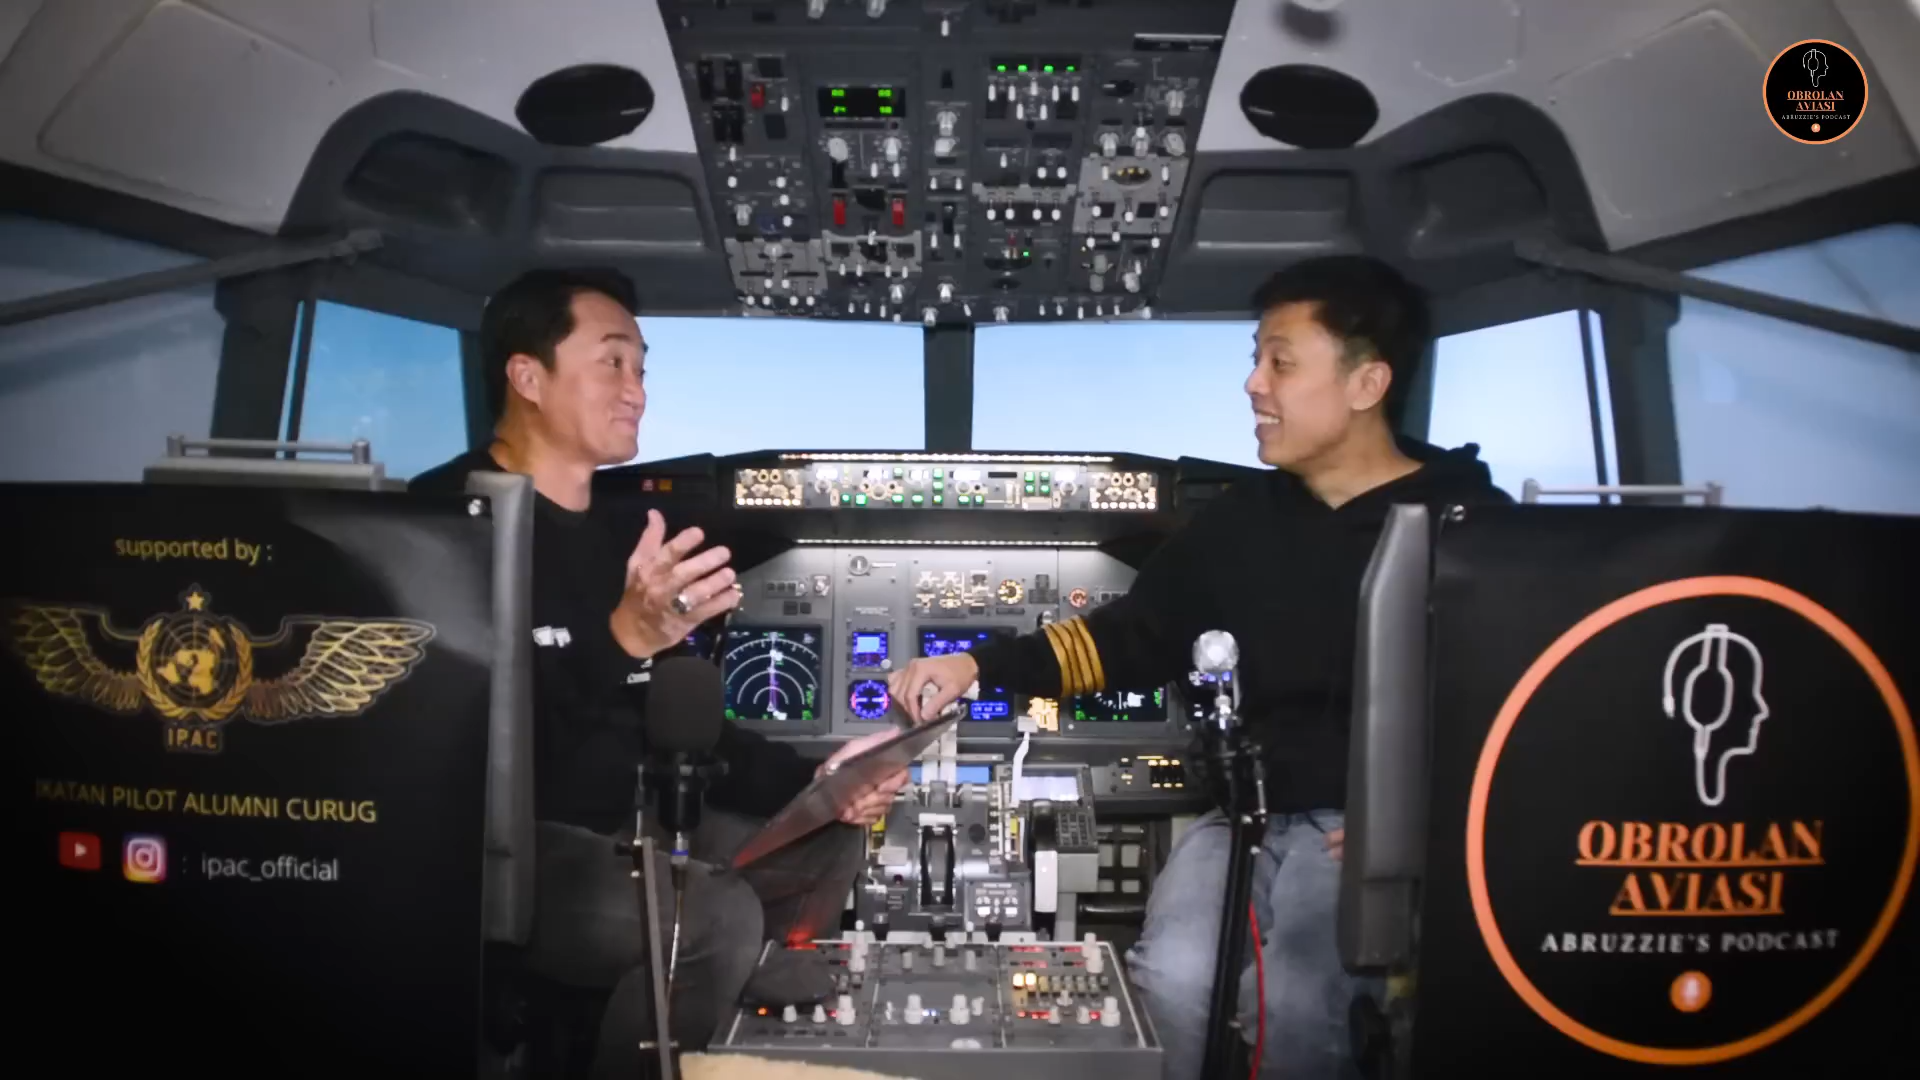 OBROLAN
AVIASI
ABRUZZIE'S PODCAST
supported by :
IPAC
IKATAN PILOT ALUMNI CURUG
: ipac_official
OBROLAN
AVIASI
ABRUZZIE'S PODCAST